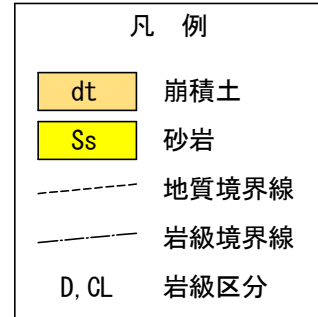 凡 例
dt 崩積土
Ss 砂岩
地質境界線
岩級境界線
D, CL 岩級区分